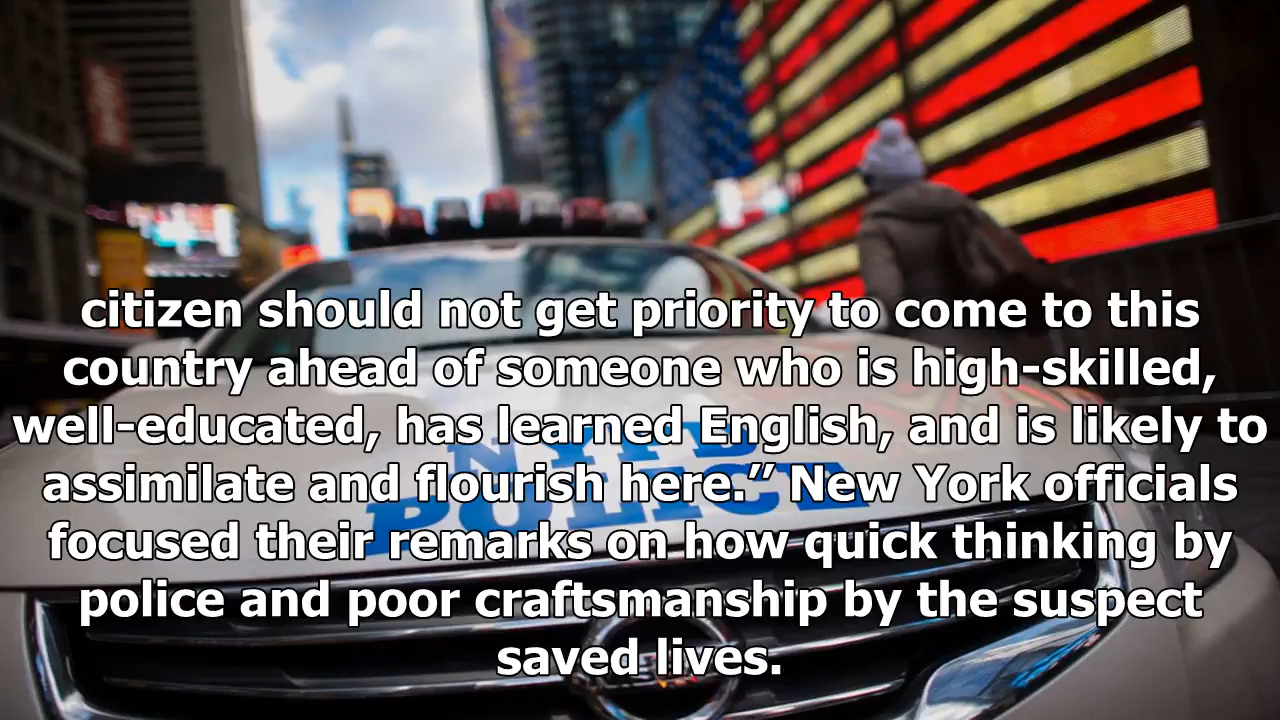 citizen should not get priority to come to this
country ahead of someone who is high-skilled,
well-educated, has learned English, and is likely to
assimilate and flourish here.’’ New York officials
focused their remarks on how quick thinking by
police and poor craftsmanship by the suspect
saved lives.
NYPD
POLICE